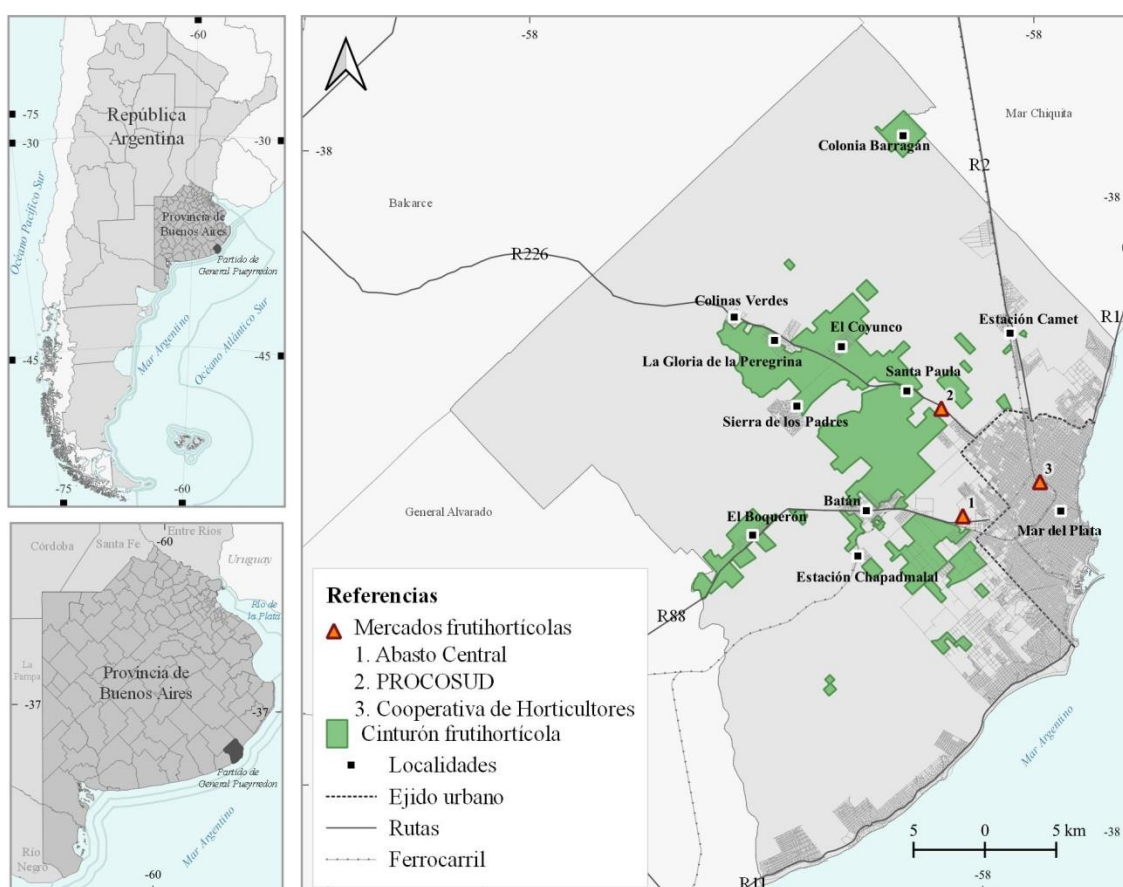 -60
República
Argentina
-75
-30
-30
Océano Pacífico Sur
Provincia de
Buenos Aires
Partido de
General Pueyrredon
Mar Argentino
Océano Atlántico Sur
-45
-45
-75
-60
Entre Ríos
-60
Córdoba
Santa Fe
Uruguay
Río de
la Plata
La
Pampa
Provincia de
Buenos Aires
-37
-37
Partido de
General Pueyrredon
Mar Argentino
Río
Negro
-60
-58
-58
Mar Chiquita
Colonia Barragán
R2
-38
-38
Balcarce
R226
Colinas Verdes
El Coyunco
Estación Camet
R1
La Gloria de la Peregrina
Santa Paula
2
Sierra de los Padres
3
General Alvarado
Batán
1
El Boquerón
Mar del Plata
Estación Chapadmalal
R88
Referencias
Mercados frutihortícolas
1. Abasto Central
2. PROCOSUD
3. Cooperativa de Horticultores
Cinturón frutihortícola
Localidades
Ejido urbano
Rutas
Ferrocarril
Mar Argentino
5 0 5 km
-38
R11
-58